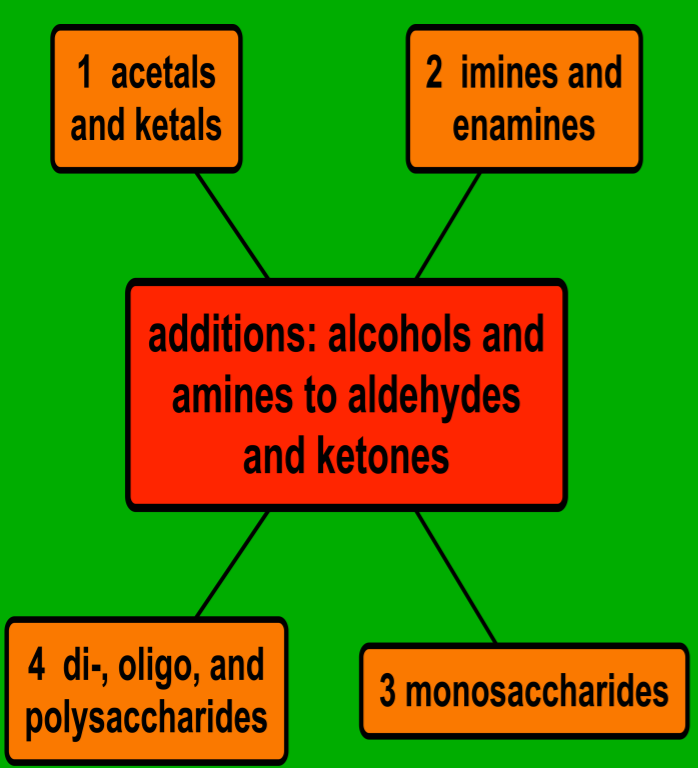 1 acetals
and ketals
2 imines and
enamines
additions: alcohols and
amines to aldehydes
and ketones
4 di-, oligo, and
polysaccharides
3 monosaccharides